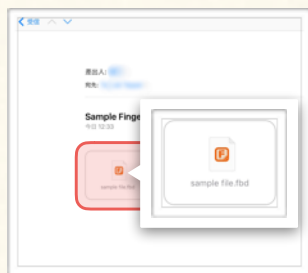 受信
差出人:
宛先:
Sample Finge
今日 12:33
sample file.fbd
sample file.fbd